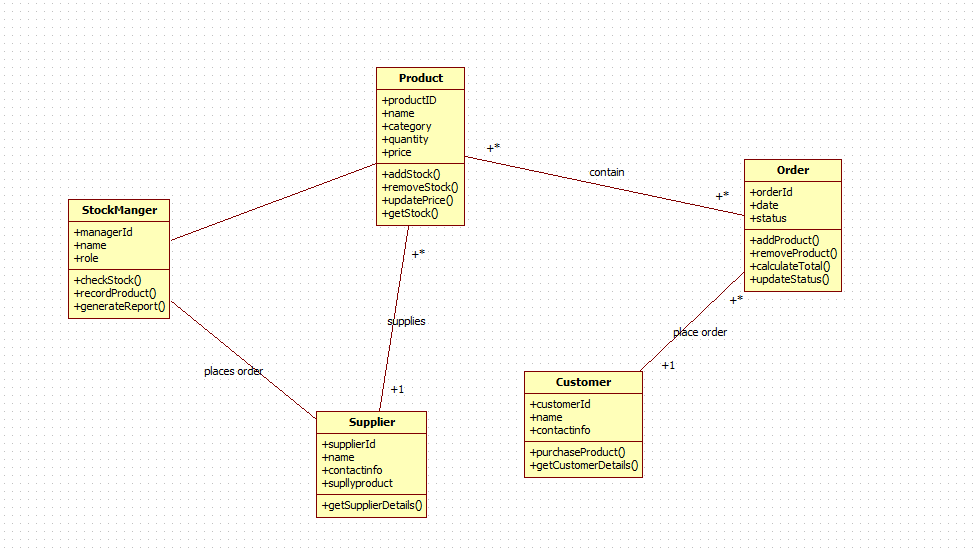 Product
+productID
+name
+category
+quantity
+price
+addStock()
+removeStock()
+updatePrice()
+getStock()
+*
contain
+*
Order
+orderId
+date
+status
+addProduct()
+removeProduct()
+calculateTotal()
+updateStatus()
StockManger
+managerId
+name
+role
+checkStock()
+recordProduct()
+generateReport()
+*
supplies
+1
+*
place order
+1
places order
Supplier
+supplierId
+name
+contactinfo
+supllyproduct
+getSupplierDetails()
Customer
+customerId
+name
+contactinfo
+purchaseProduct()
+getCustomerDetails()